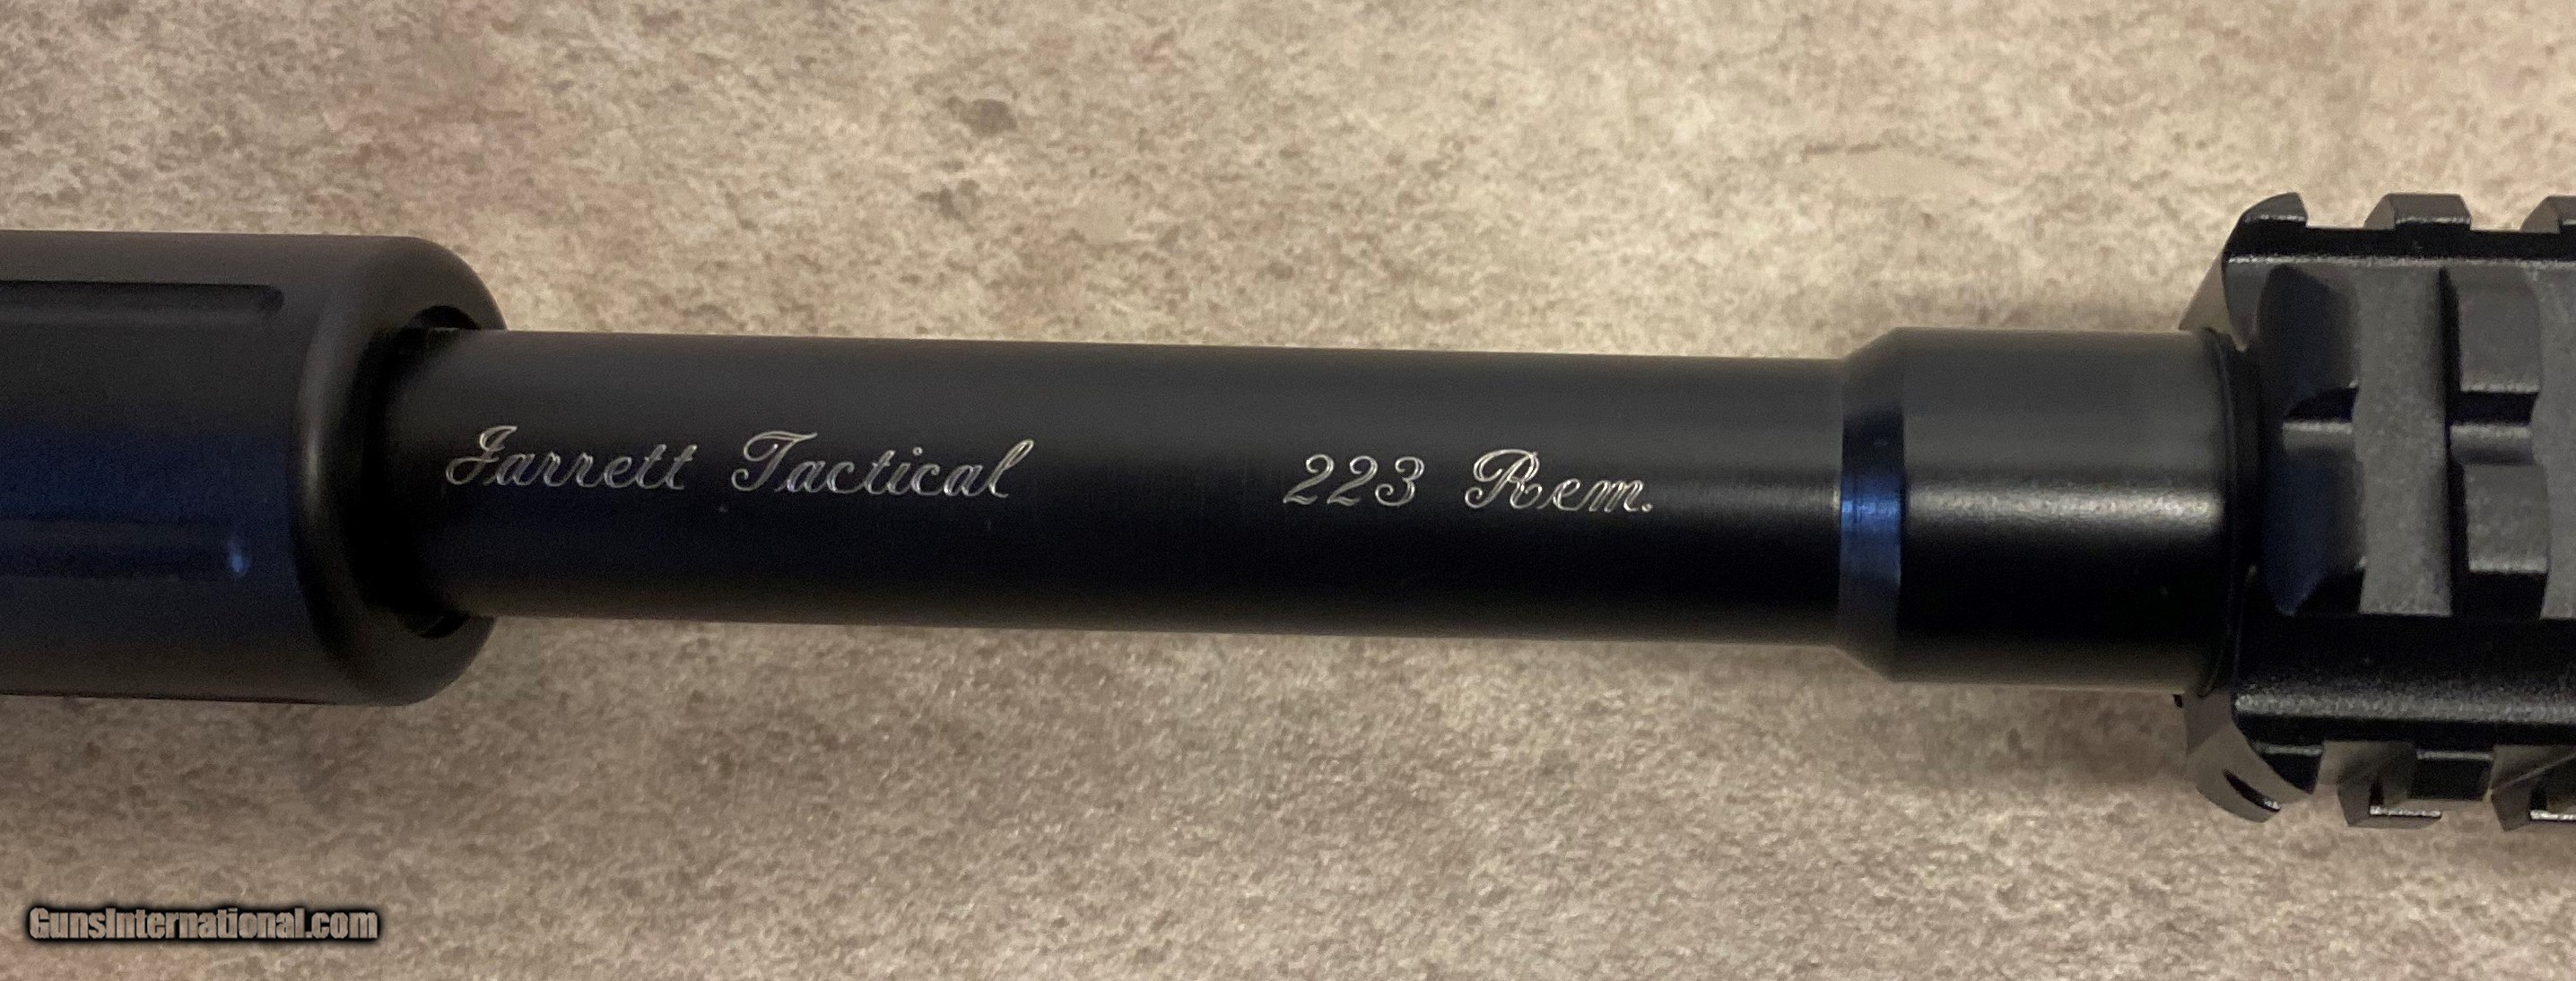 Jarrett Tactical 223 Rem.
GunsInternational.com